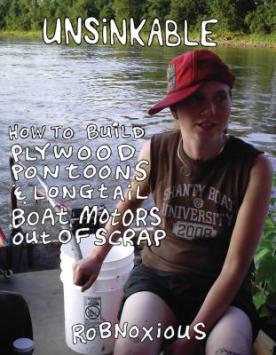 UNSiNKABLE
HOW TO BUiLD
PLYWOOD
PONTOONS
& LONGTAiL
BOAT MOTORS
OUT OF SCRAP
SHANTY BOAT
UNIVERSITY
2008
ROBNOXiOUS